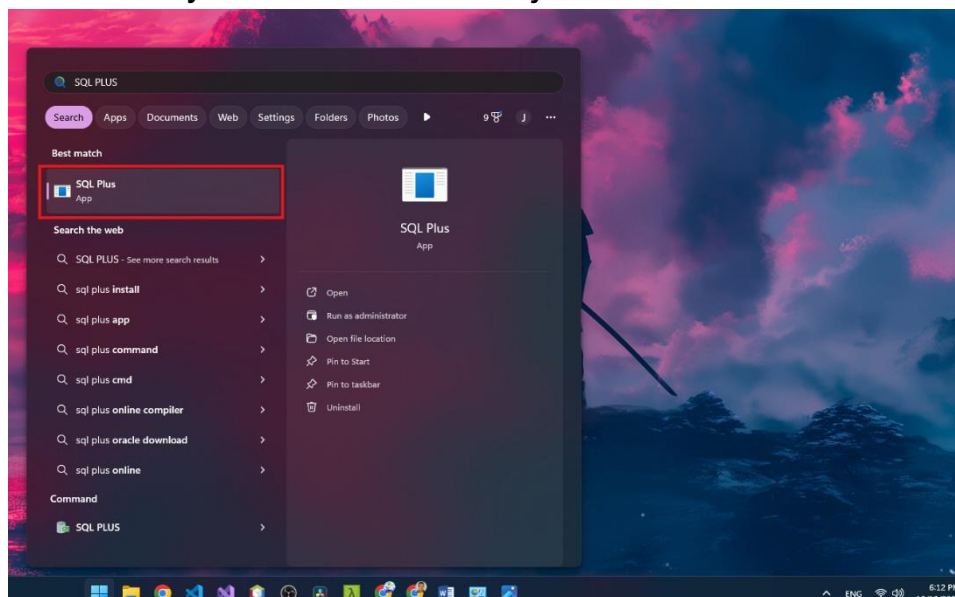 SQL PLUS
Search Apps Documents Web Settings Folders Photos 9 J ...
Best match
SQL Plus
App
SQL Plus
App
Search the web
SQL PLUS - See more search results
sql plus install
sql plus app
sql plus command
sql plus cmd
sql plus online compiler
sql plus oracle download
sql plus online
Command
SQL PLUS
Open
Run as administrator
Open file location
Pin to Start
Pin to taskbar
Uninstall
ENG 6:12 P